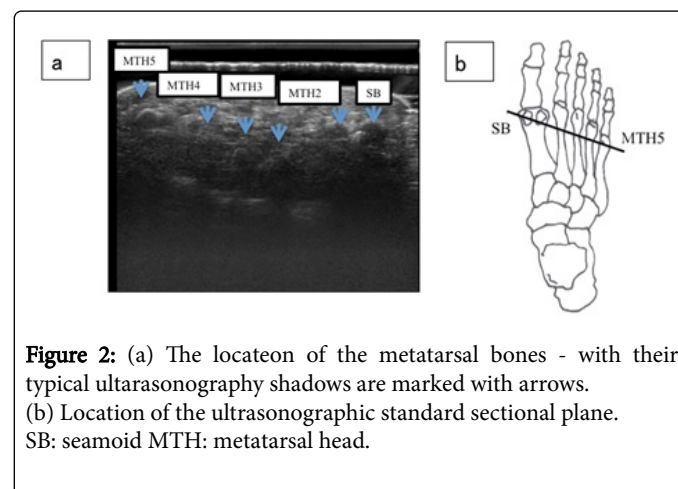 a
MTH5
MTH4
MTH3
MTH2
SB
b
SB
MTH5
Figure 2: (a) The locateon of the metatarsal bones - with their
typical ultarasonography shadows are marked with arrows.
(b) Location of the ultrasonographic standard sectional plane.
SB: seamoid MTH: metatarsal head.